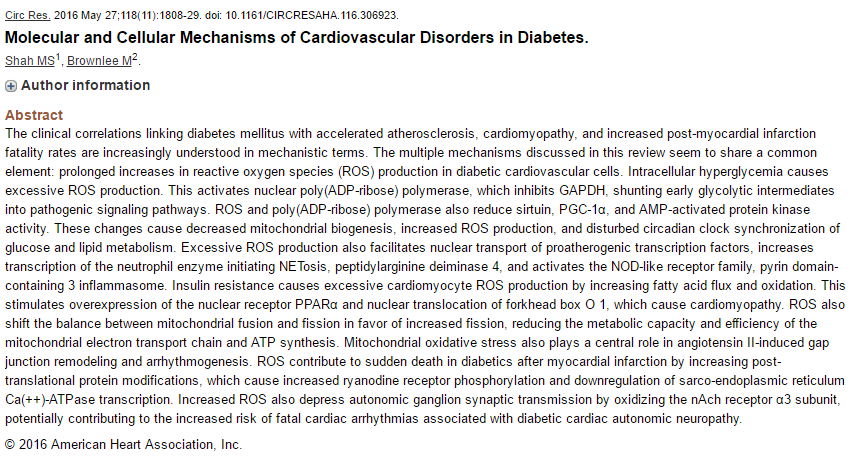 Circ Res. 2016 May 27;118(11):1808-29. doi: 10.1161/CIRCRESAHA.116.306923.
Molecular and Cellular Mechanisms of Cardiovascular Disorders in Diabetes.
Shah MS1, Brownlee M2.
Author information
Abstract
The clinical correlations linking diabetes mellitus with accelerated atherosclerosis, cardiomyopathy, and increased post-myocardial infarction
fatality rates are increasingly understood in mechanistic terms. The multiple mechanisms discussed in this review seem to share a common
element: prolonged increases in reactive oxygen species (ROS) production in diabetic cardiovascular cells. Intracellular hyperglycemia causes
excessive ROS production. This activates nuclear poly(ADP-ribose) polymerase, which inhibits GAPDH, shunting early glycolytic intermediates
into pathogenic signaling pathways. ROS and poly(ADP-ribose) polymerase also reduce sirtuin, PGC-1α, and AMP-activated protein kinase
activity. These changes cause decreased mitochondrial biogenesis, increased ROS production, and disturbed circadian clock synchronization of
glucose and lipid metabolism. Excessive ROS production also facilitates nuclear transport of proatherogenic transcription factors, increases
transcription of the neutrophil enzyme initiating NETosis, peptidylarginine deiminase 4, and activates the NOD-like receptor family, pyrin domain-
containing 3 inflammasome. Insulin resistance causes excessive cardiomyocyte ROS production by increasing fatty acid flux and oxidation. This
stimulates overexpression of the nuclear receptor PPARα and nuclear translocation of forkhead box O 1, which cause cardiomyopathy. ROS also
shift the balance between mitochondrial fusion and fission in favor of increased fission, reducing the metabolic capacity and efficiency of the
mitochondrial electron transport chain and ATP synthesis. Mitochondrial oxidative stress also plays a central role in angiotensin II-induced gap
junction remodeling and arrhythmogenesis. ROS contribute to sudden death in diabetics after myocardial infarction by increasing post-
translational protein modifications, which cause increased ryanodine receptor phosphorylation and downregulation of sarco-endoplasmic reticulum
Ca(++)-ATPase transcription. Increased ROS also depress autonomic ganglion synaptic transmission by oxidizing the nAch receptor α3 subunit,
potentially contributing to the increased risk of fatal cardiac arrhythmias associated with diabetic cardiac autonomic neuropathy.
© 2016 American Heart Association, Inc.